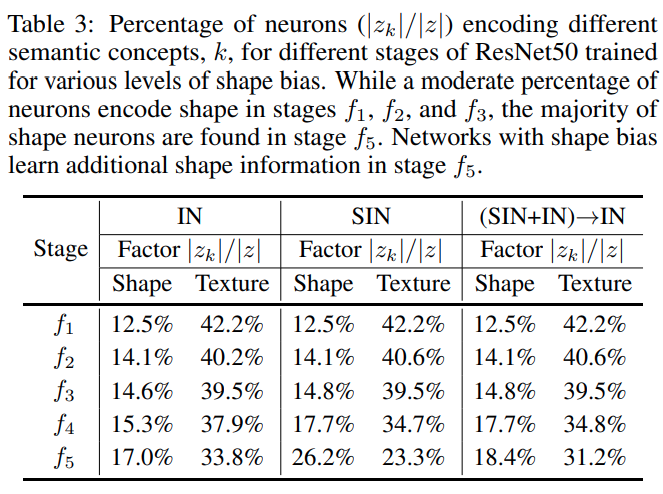 Table 3: Percentage of neurons (|z_k|/|z|) encoding different
semantic concepts, k, for different stages of ResNet50 trained
for various levels of shape bias. While a moderate percentage of
neurons encode shape in stages f_1, f_2, and f_3, the majority of
shape neurons are found in stage f_5. Networks with shape bias
learn additional shape information in stage f_5.
IN SIN (SIN+IN)→IN
Stage Factor |z_k|/|z| Factor |z_k|/|z| Factor |z_k|/|z|
Shape Texture Shape Texture Shape Texture
f_1 12.5% 42.2% 12.5% 42.2% 12.5% 42.2%
f_2 14.1% 40.2% 14.1% 40.6% 14.1% 40.6%
f_3 14.6% 39.5% 14.8% 39.5% 14.8% 39.5%
f_4 15.3% 37.9% 17.7% 34.7% 17.7% 34.8%
f_5 17.0% 33.8% 26.2% 23.3% 18.4% 31.2%